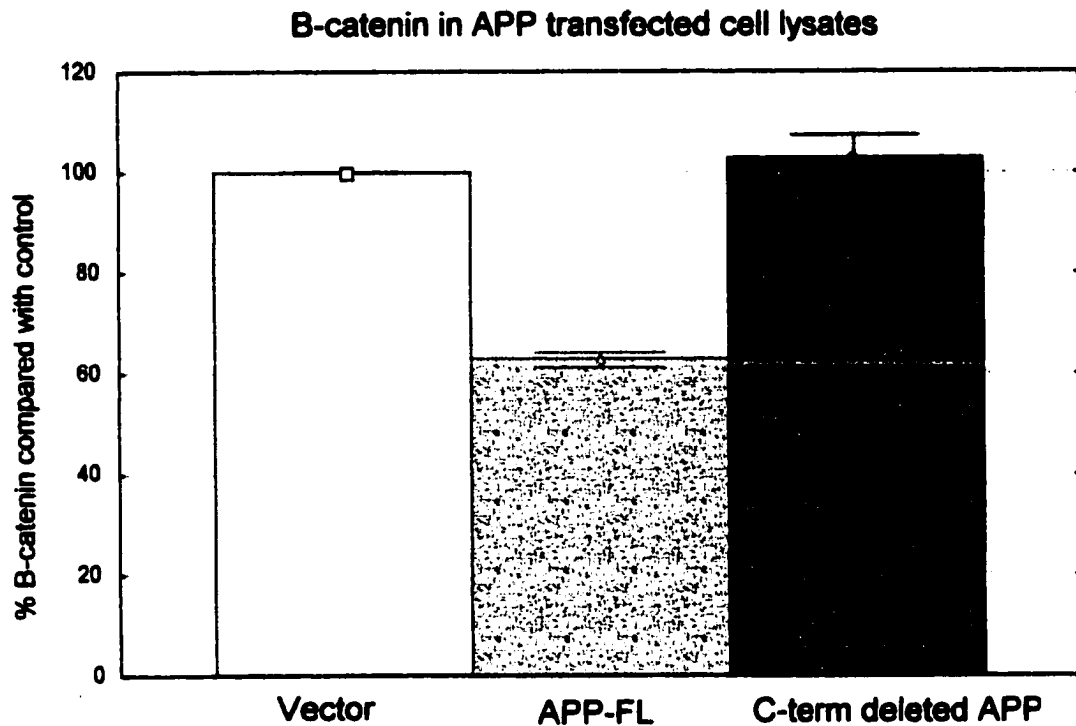 B-catenin in APP transfected cell lysates
% B-catenin compared with control
120
100
80
60
40
20
0
Vector
APP-FL
C-term deleted APP